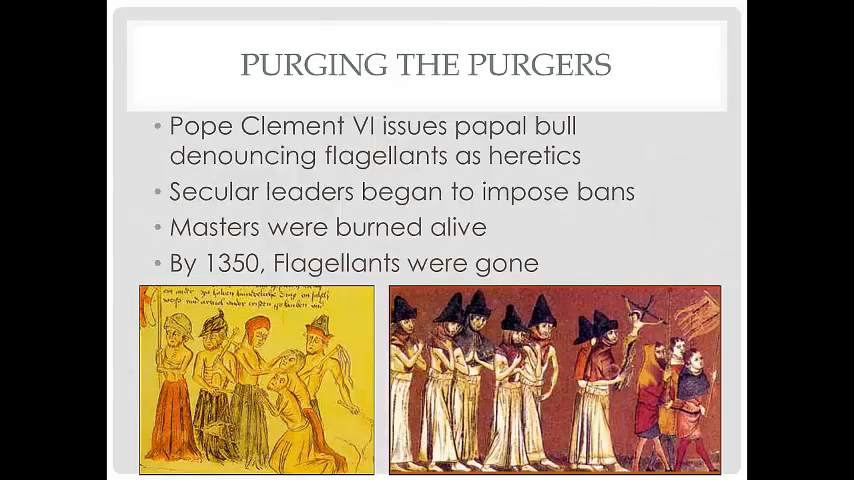 PURGING THE PURGERS
• Pope Clement VI issues papal bull
denouncing flagellants as heretics
• Secular leaders began to impose bans
• Masters were burned alive
• By 1350, Flagellants were gone